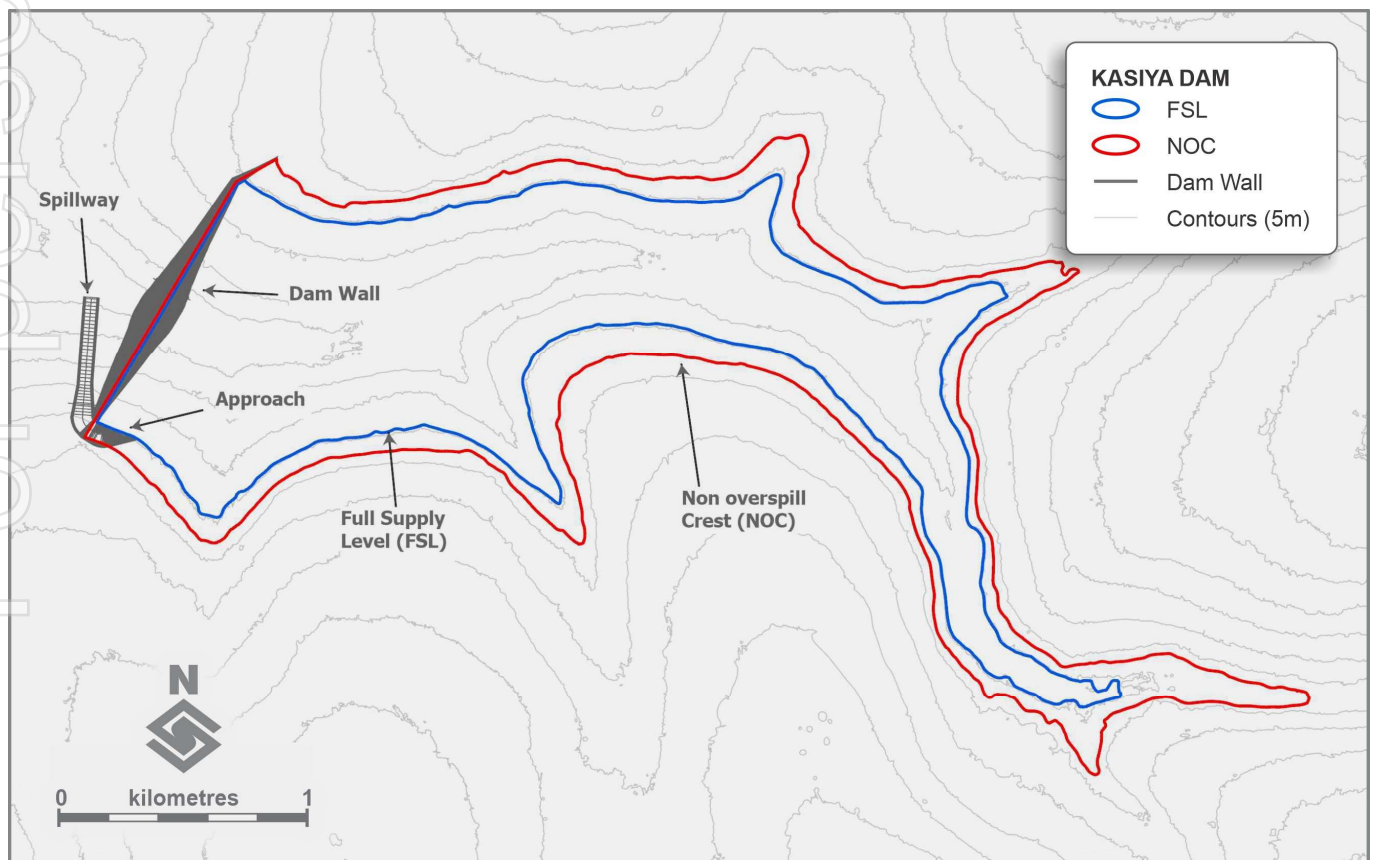 KASIYA DAM
FSL
NOC
Dam Wall
Contours (5m)
Spillway
Dam Wall
Approach
Full Supply
Level (FSL)
Non overspill
Crest (NOC)
N
0 kilometres 1